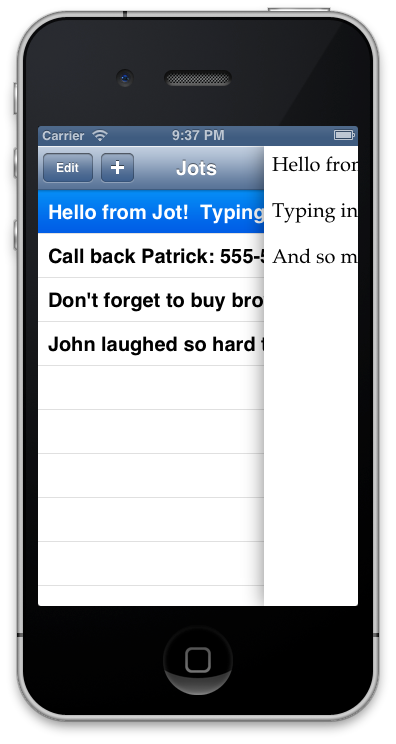 Carrier 9:37 PM
Edit + Jots
Hello from Jot! Typing
Call back Patrick: 555-5
Don't forget to buy bro
John laughed so hard t
Hello from
Typing in
And so m